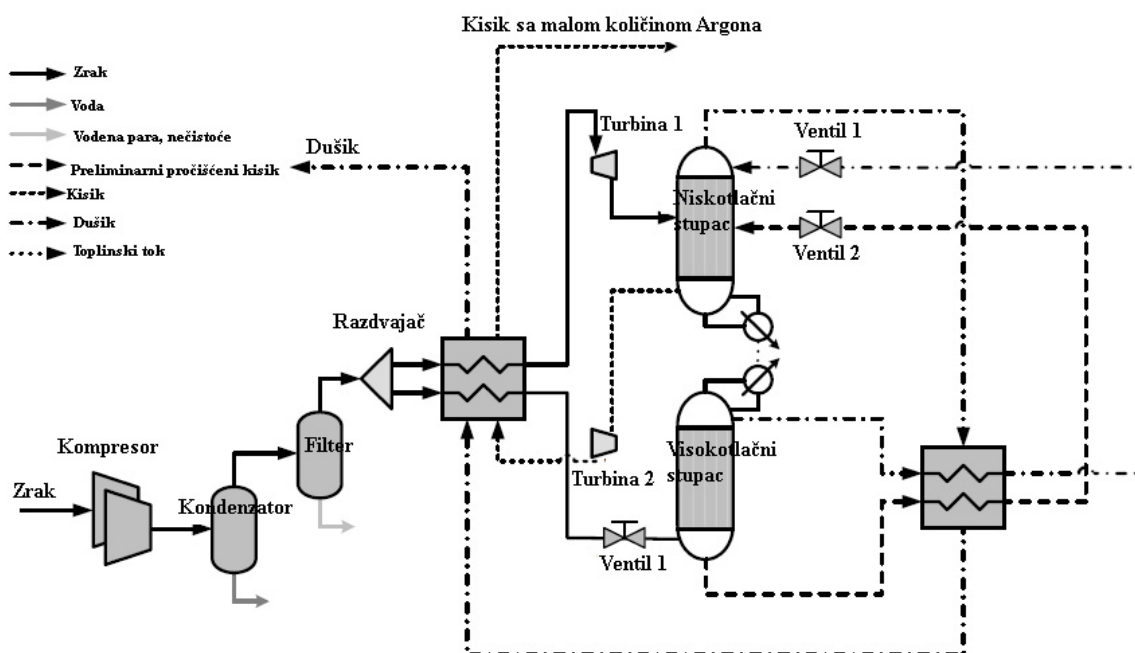 Kisik sa malom količinom Argona
Zrak
Voda
Vodena para, nečistoće
Preliminarni pročišćeni kisik
Kisik
Dušik
Toplinski tok
Dušik
Turbina 1
Ventil 1
Niskotlačni
stupac
Ventil 2
Razdvajač
Kompresor
Filter
Zrak
Kondenzator
Turbina 2
Visokotlačni
stupac
Ventil 1